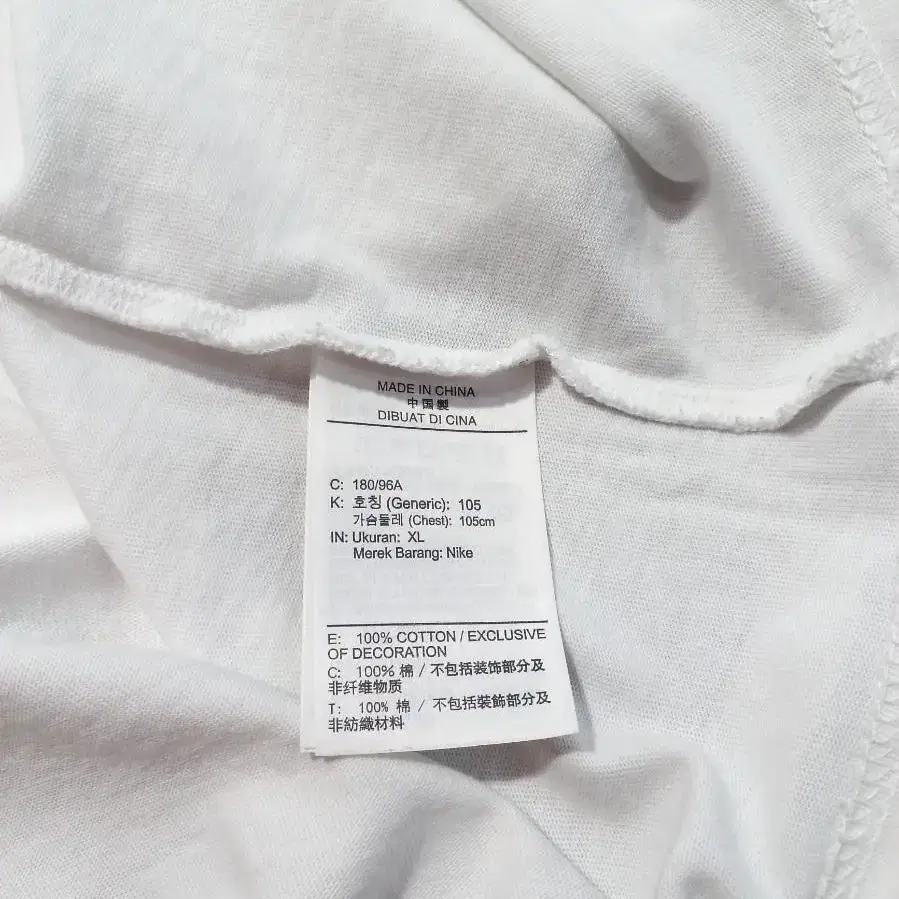 MADE IN CHINA
中国製
DIBUAT DI CINA
C: 180/96A
K: 호칭 (Generic): 105
가슴둘레 (Chest): 105cm
IN: Ukuran: XL
Merek Barang: Nike
E: 100% COTTON / EXCLUSIVE
OF DECORATION
C: 100% 棉 / 不包括装饰部分及
非纤维物质
T: 100% 棉 / 不包括裝飾部分及
非紡織材料